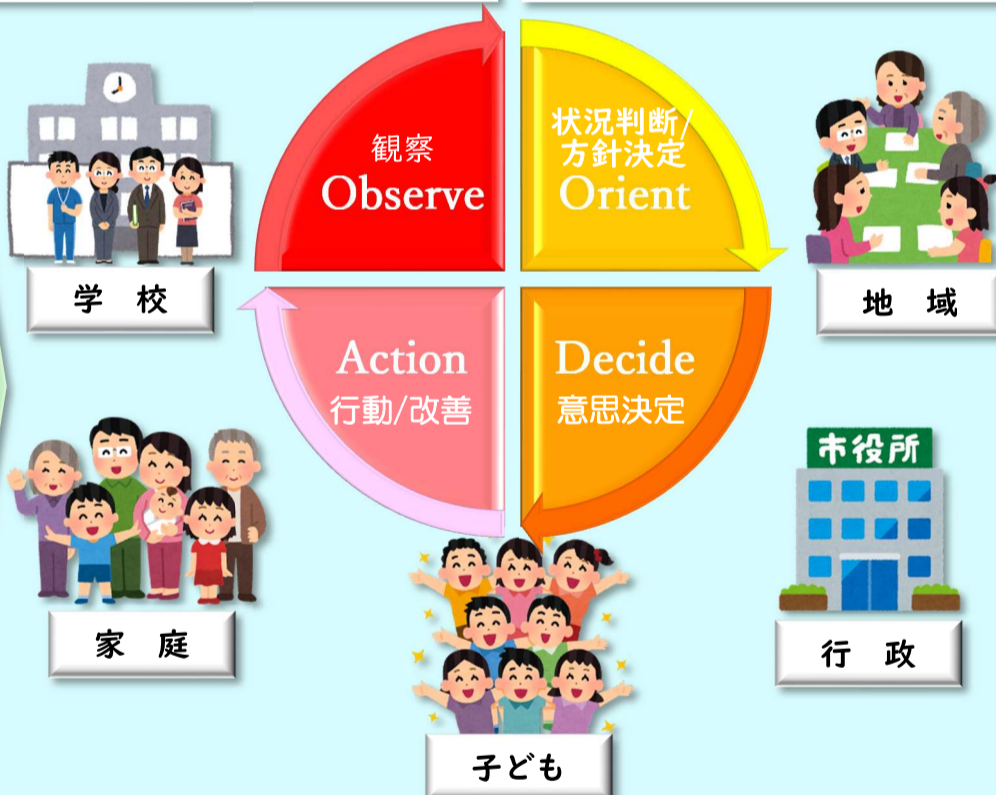 観察
Observe
状況判断/
方針決定
Orient
学 校
地 域
Action
行動/改善
Decide
意思決定
市役所
家 庭
行 政
子ども